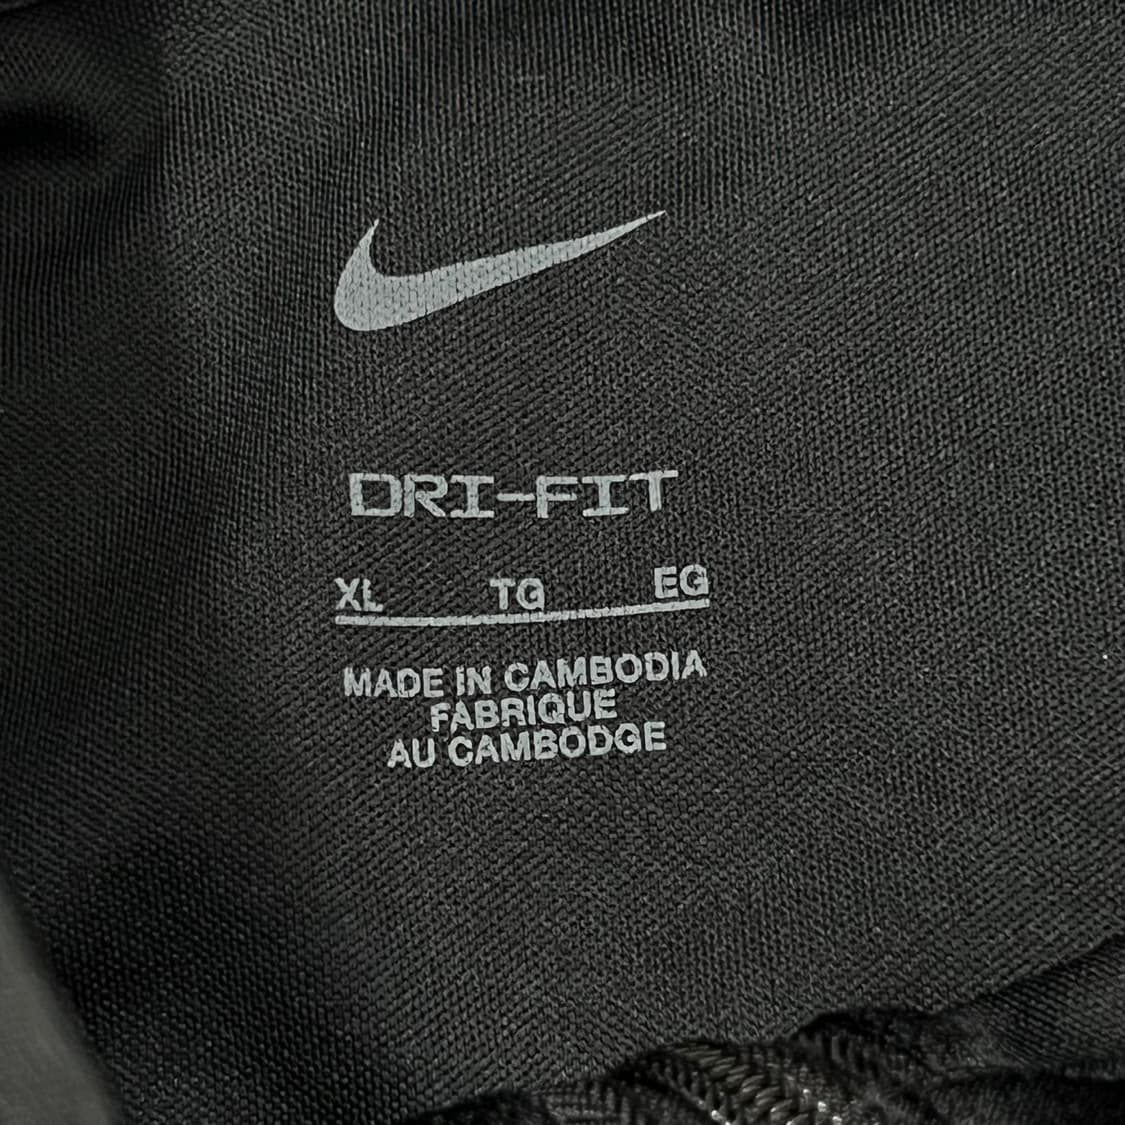 DRI-FIT
XL TG EG
MADE IN CAMBODIA
FABRIQUE
AU CAMBODGE